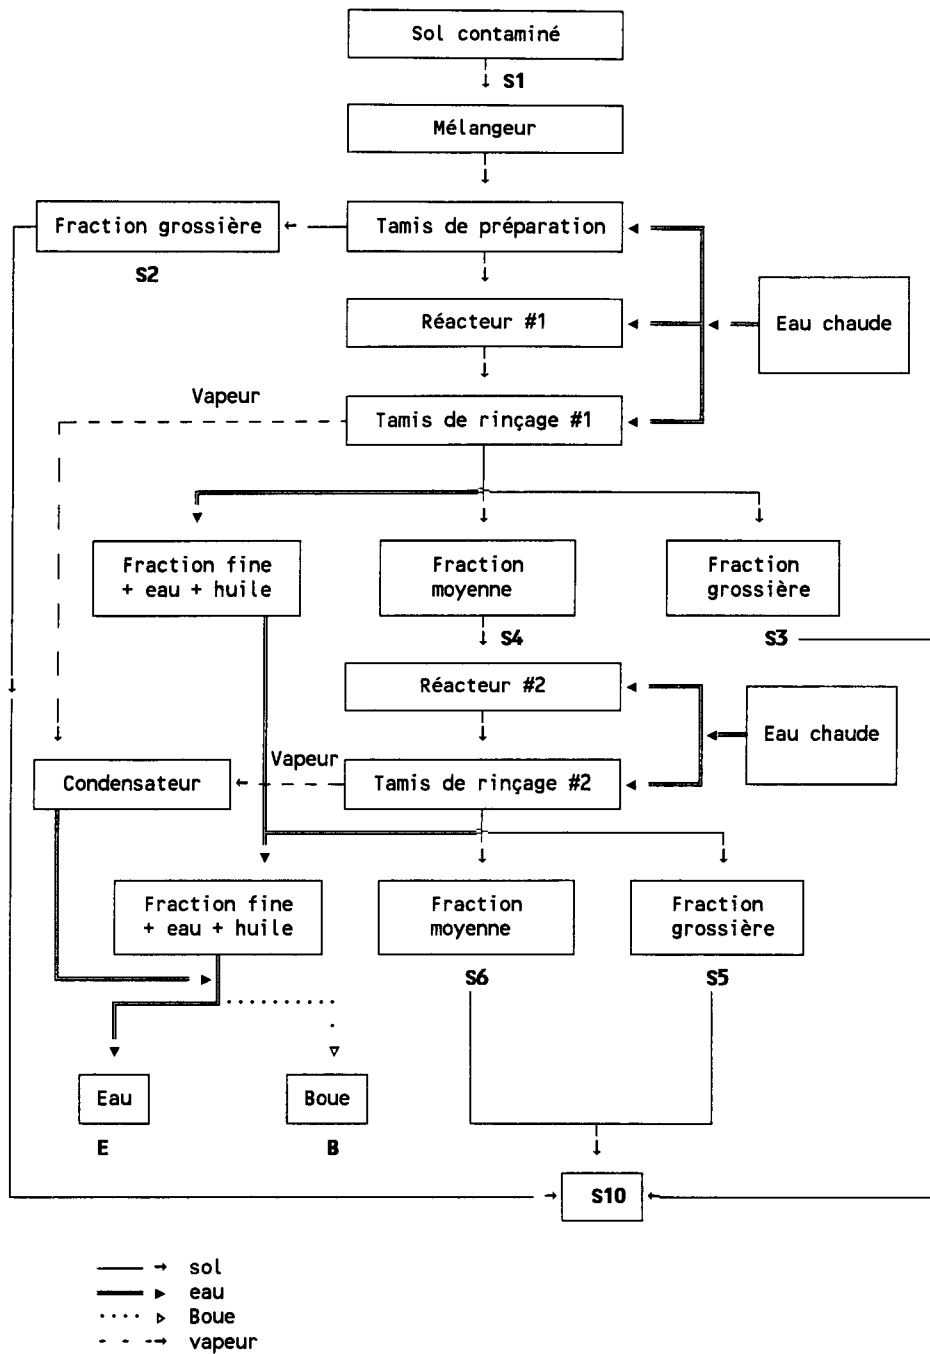 Sol contaminé
S1
Mélangeur
Fraction grossière
Tamis de préparation
S2
Réacteur #1
Eau chaude
Vapeur
Tamis de rinçage #1
Fraction fine
+ eau + huile
Fraction
moyenne
Fraction
grossière
S4
S3
Réacteur #2
Eau chaude
Vapeur
Condensateur
Tamis de rinçage #2
Fraction fine
+ eau + huile
Fraction
moyenne
Fraction
grossière
S6
S5
Eau
Boue
E
B
S10
sol
eau
Boue
vapeur